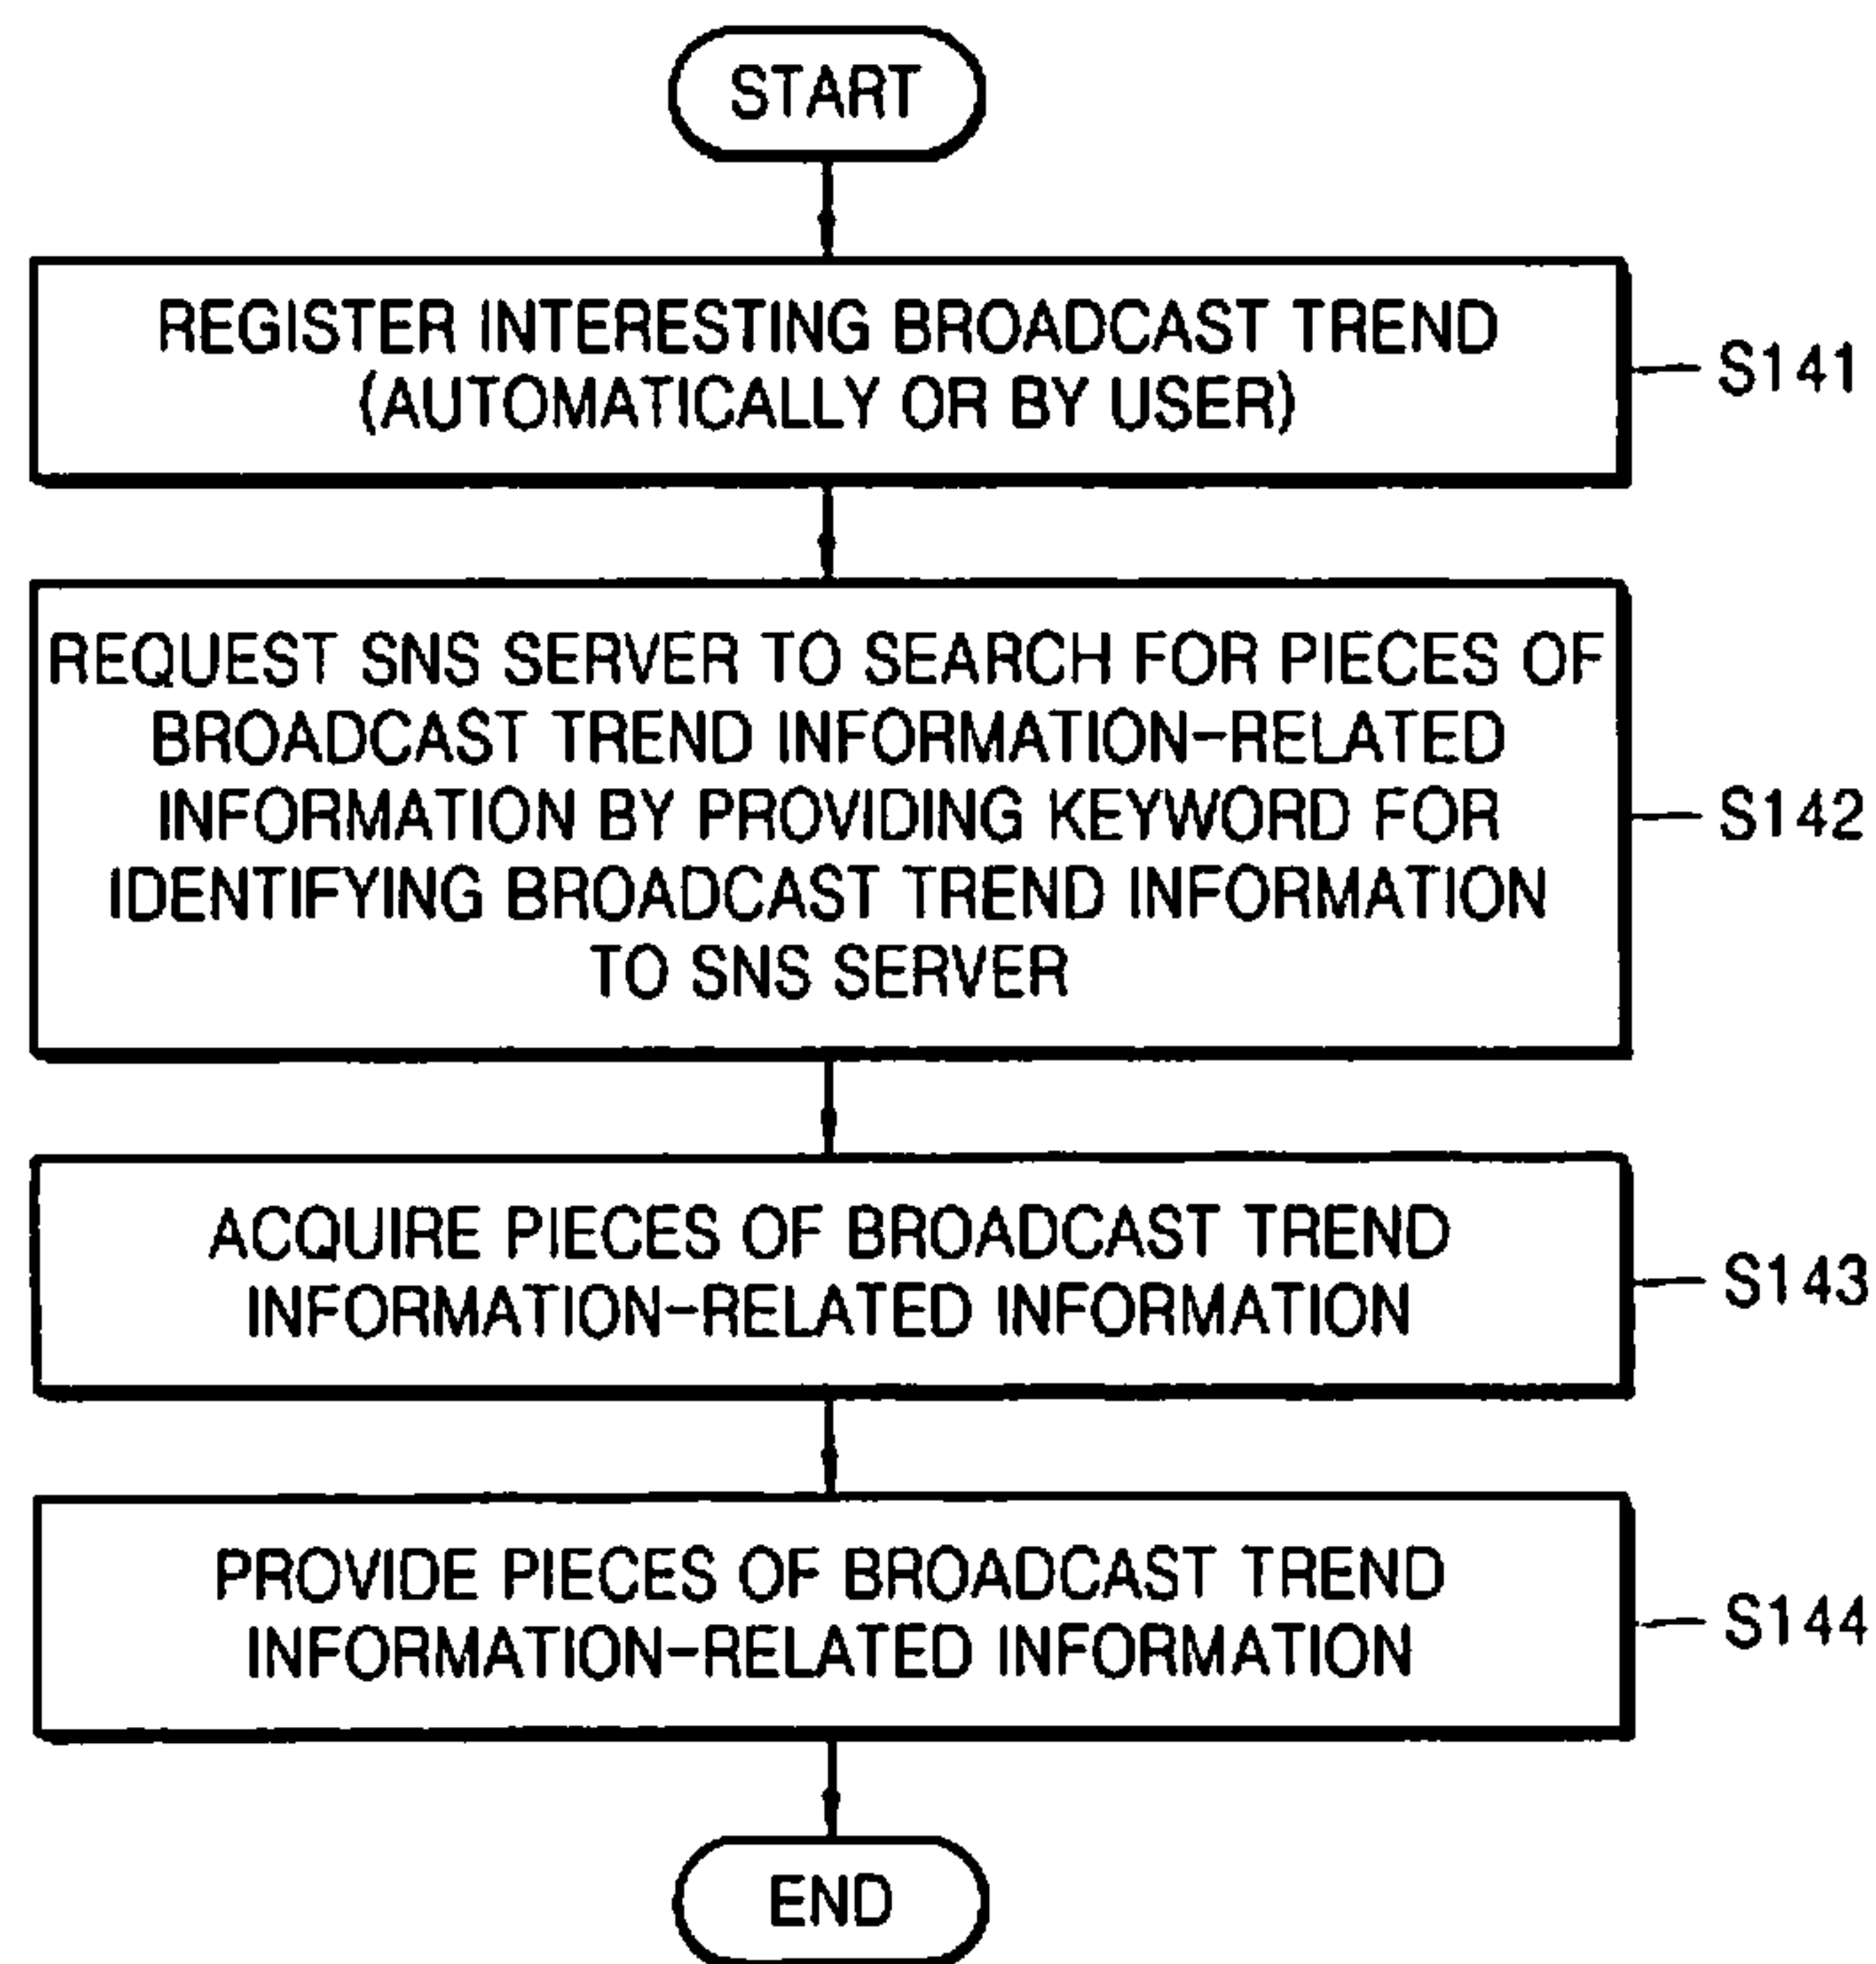 START
REGISTER INTERESTING BROADCAST TREND
(AUTOMATICALLY OR BY USER)
S141
REQUEST SNS SERVER TO SEARCH FOR PIECES OF
BROADCAST TREND INFORMATION-RELATED
INFORMATION BY PROVIDING KEYWORD FOR
IDENTIFYING BROADCAST TREND INFORMATION
TO SNS SERVER
S142
ACQUIRE PIECES OF BROADCAST TREND
INFORMATION-RELATED INFORMATION
S143
PROVIDE PIECES OF BROADCAST TREND
INFORMATION-RELATED INFORMATION
S144
END